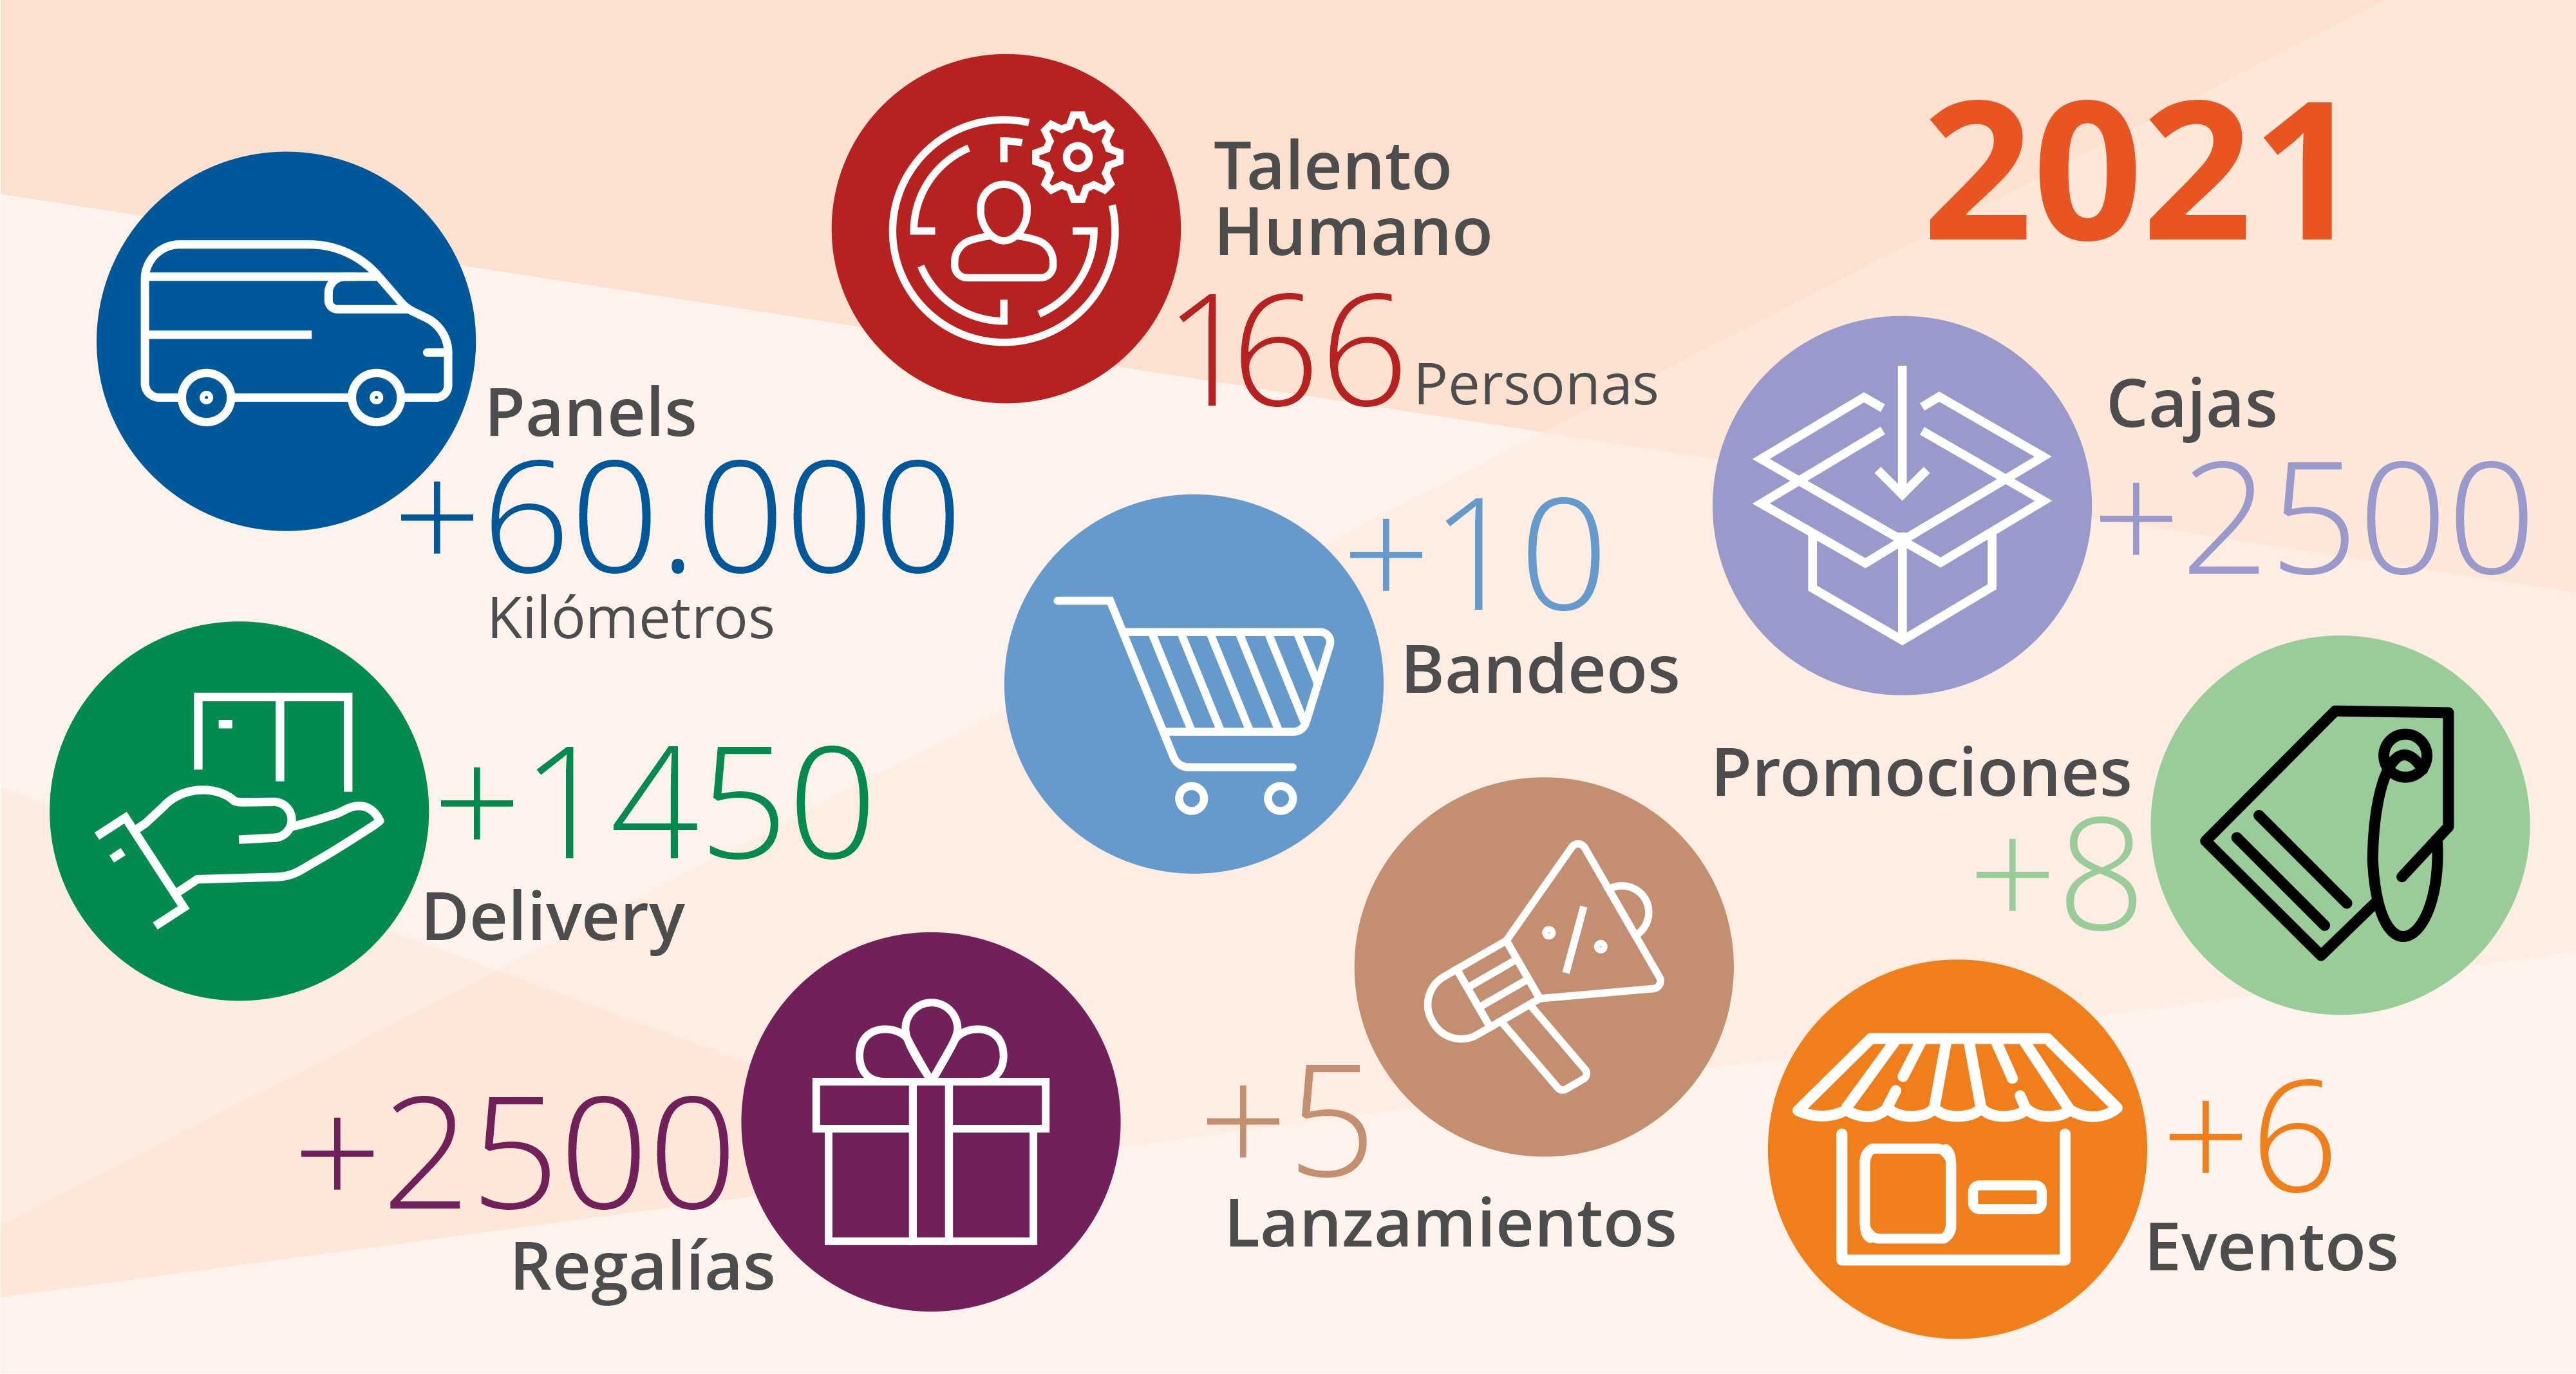 2021
Talento
Humano
166 Personas
Panels
+60.000
Kilómetros
Cajas
+2500
+10
Bandeos
+1450
Delivery
Promociones
+8
+2500
Regalías
+5
Lanzamientos
+6
Eventos